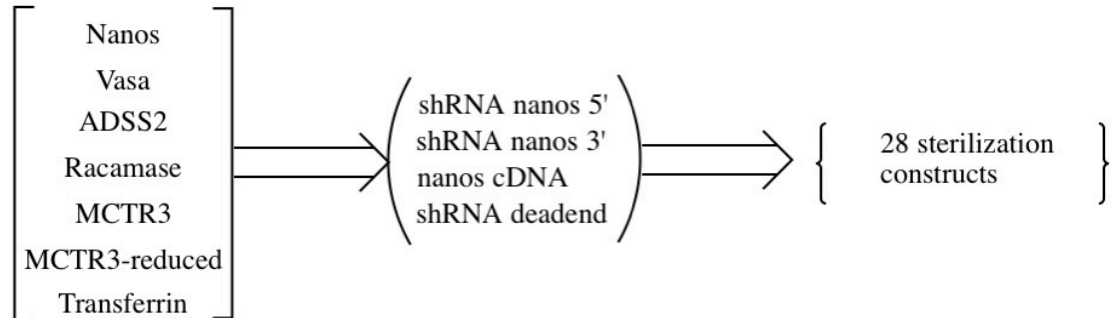 Nanos
Vasa
ADSS2
Racamase
MCTR3
MCTR3-reduced
Transferrin
shRNA nanos 5'
shRNA nanos 3'
nanos cDNA
shRNA deadend
28 sterilization
constructs